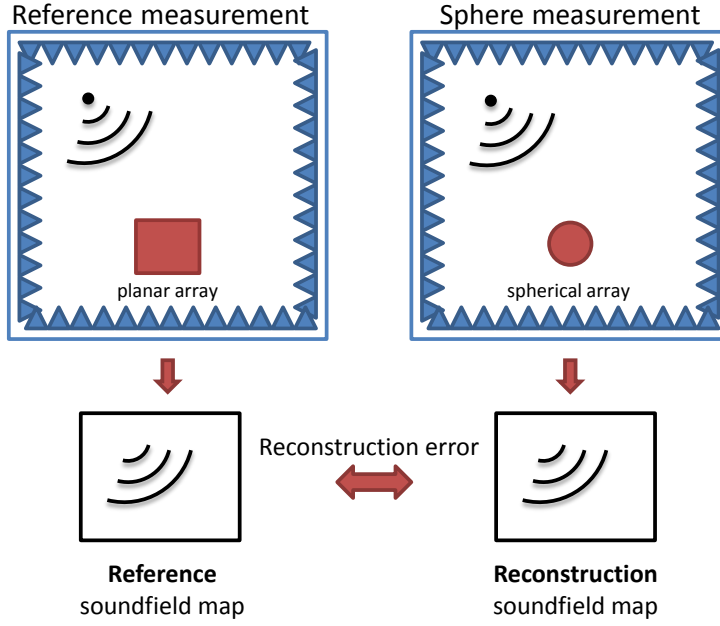 Reference measurement
Sphere measurement
planar array
spherical array
Reconstruction error
Reference
soundfield map
Reconstruction
soundfield map